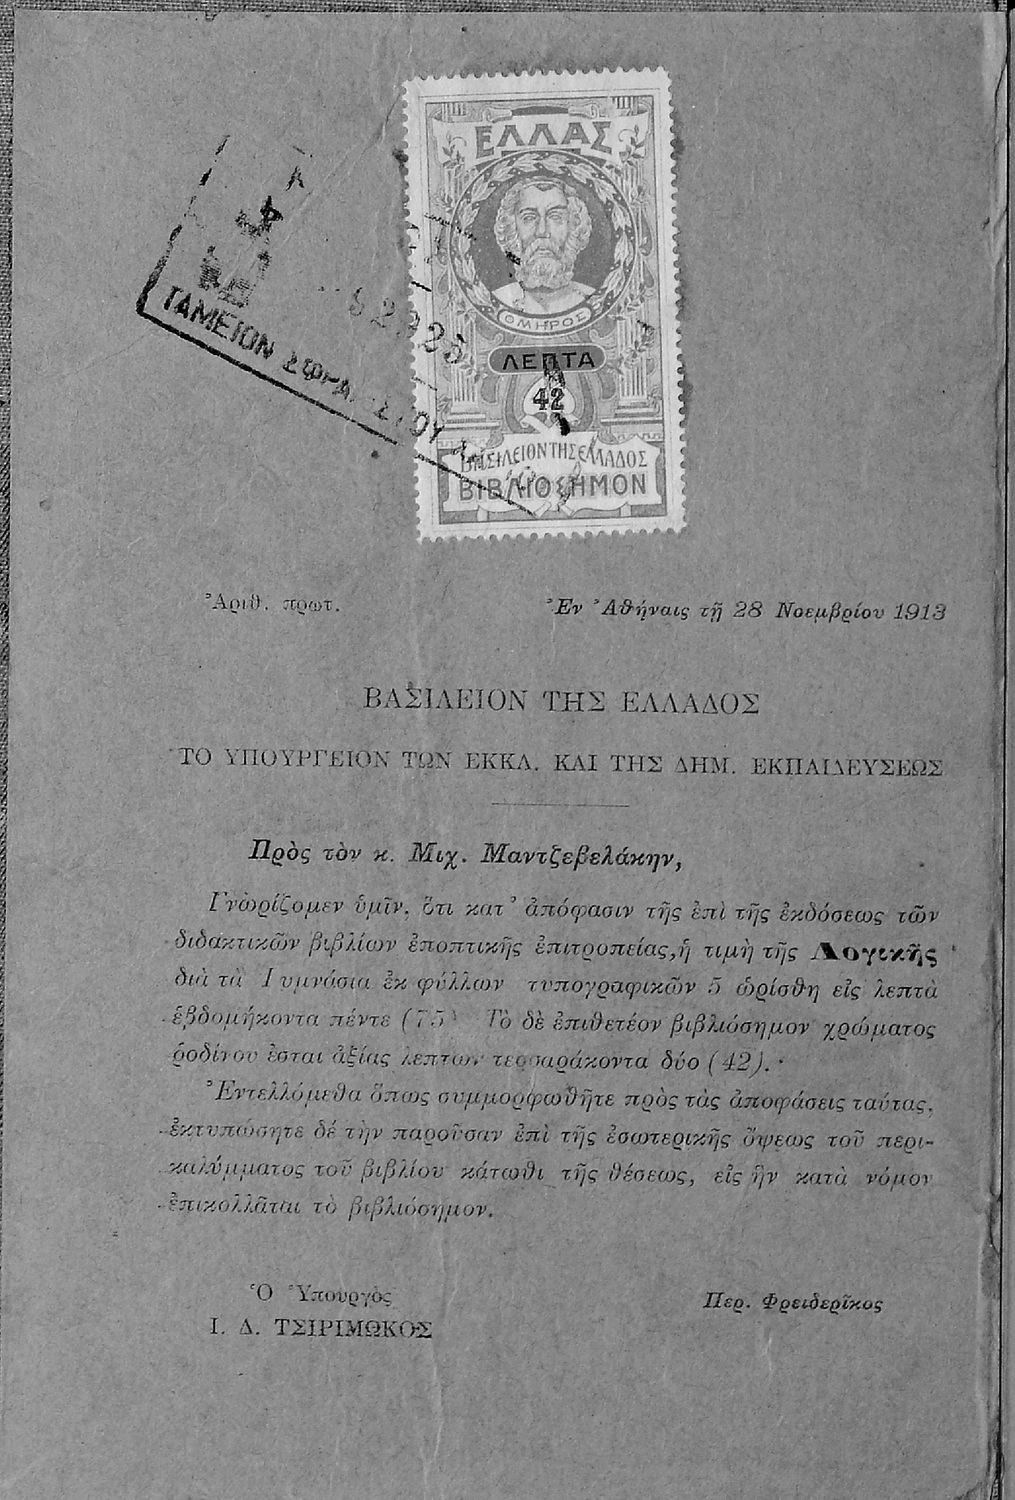 ΕΛΛΑΣ
ΟΜΗΡΟΣ
ΛΕΠΤΑ
42
ΒΑΣΙΛΕΙΟΝ ΤΗΣ ΕΛΛΑΔΟΣ
ΒΙΒΛΙΟΣΗΜΟΝ
ΤΑΜΕΙΟΝ
Ἀριθ. πρωτ.
Ἐν Ἀθήναις τῇ 28 Νοεμβρίου 1913
ΒΑΣΙΛΕΙΟΝ ΤΗΣ ΕΛΛΑΔΟΣ
ΤΟ ΥΠΟΥΡΓΕΙΟΝ ΤΩΝ ΕΚΚΛ. ΚΑΙ ΤΗΣ ΔΗΜ. ΕΚΠΑΙΔΕΥΣΕΩΣ
Πρὸς τὸν κ. Μιχ. Μαντζεβελάκην,
Γνωρίζομεν ὑμῖν, ὅτι κατ' ἀπόφασιν τῆς ἐπὶ τῆς ἐκδόσεως τῶν
διδακτικῶν βιβλίων ἐποπτικῆς ἐπιτροπείας, ἡ τιμὴ τῆς Λογικῆς
διὰ τὰ Γυμνάσια ἐκ φύλλων τυπογραφικῶν 5 ὡρίσθη εἰς λεπτὰ
ἑβδομήκοντα πέντε (75) Τὸ δὲ ἐπιθετέον βιβλιόσημον χρώματος
ῥοδίνου ἔσται ἀξίας λεπτῶν τεσσαράκοντα δύο (42).
Ἐντελλόμεθα ὅπως συμμορφωθῆτε πρὸς τὰς ἀποφάσεις ταύτας,
ἐκτυπώσητε δὲ τὴν παροῦσαν ἐπὶ τῆς ἐσωτερικῆς ὄψεως τοῦ περι-
καλύμματος τοῦ βιβλίου κάτωθι τῆς θέσεως, εἰς ἣν κατὰ νόμον
ἐπικολλᾶται τὸ βιβλιόσημον.
Ὁ Ὑπουργὸς
Ι. Δ. ΤΣΙΡΙΜΩΚΟΣ
Περ. Φρειδερῖκος